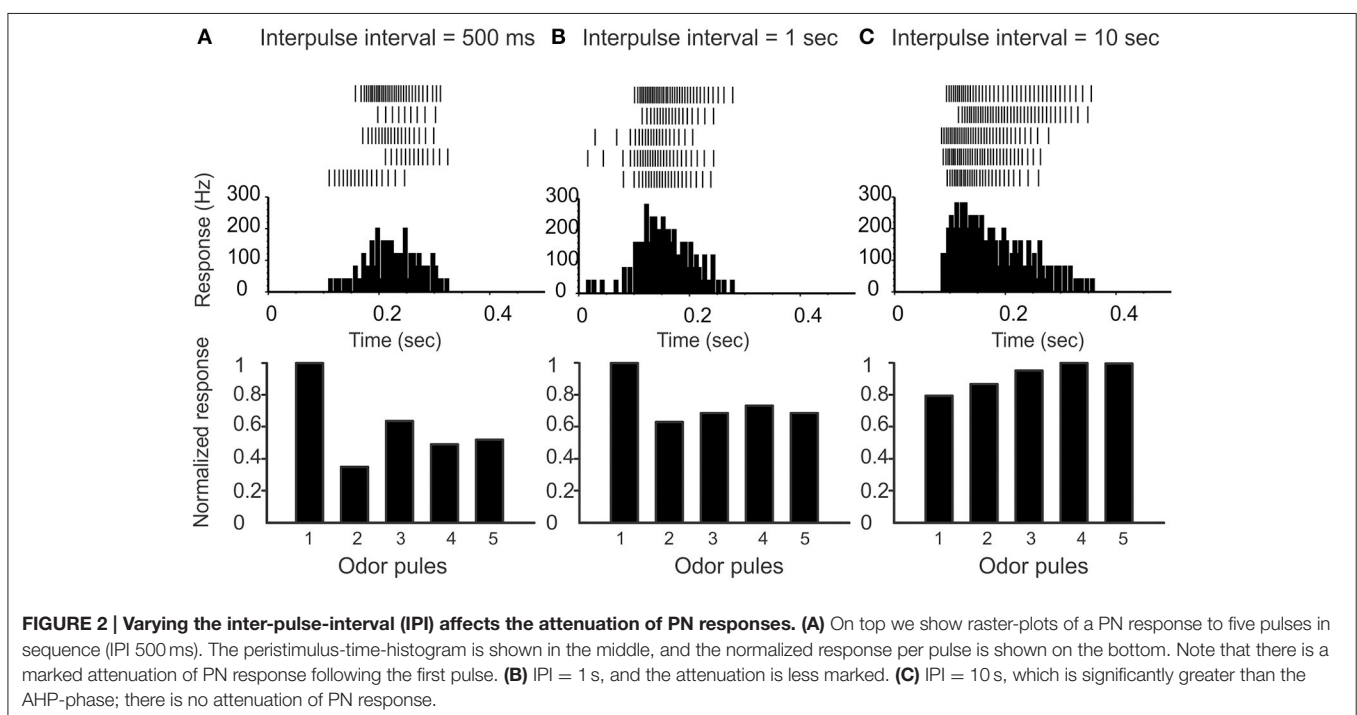 A Interpulse interval = 500 ms B Interpulse interval = 1 sec C Interpulse interval = 10 sec
Response (Hz)
300
200
100
0
300
200
100
0
300
200
100
0
0 0.2 0.4 0 0.2 0.4 0 0.2 0.4
Time (sec) Time (sec) Time (sec)
Normalized response
1
0.8
0.6
0.4
0.2
0
1
0.8
0.6
0.4
0.2
0
1
0.8
0.6
0.4
0.2
0
1 2 3 4 5 1 2 3 4 5 1 2 3 4 5
Odor pules Odor pules Odor pules
FIGURE 2 | Varying the inter-pulse-interval (IPI) affects the attenuation of PN responses. (A) On top we show raster-plots of a PN response to five pulses in
sequence (IPI 500 ms). The peristimulus-time-histogram is shown in the middle, and the normalized response per pulse is shown on the bottom. Note that there is a
marked attenuation of PN response following the first pulse. (B) IPI = 1 s, and the attenuation is less marked. (C) IPI = 10 s, which is significantly greater than the
AHP-phase; there is no attenuation of PN response.